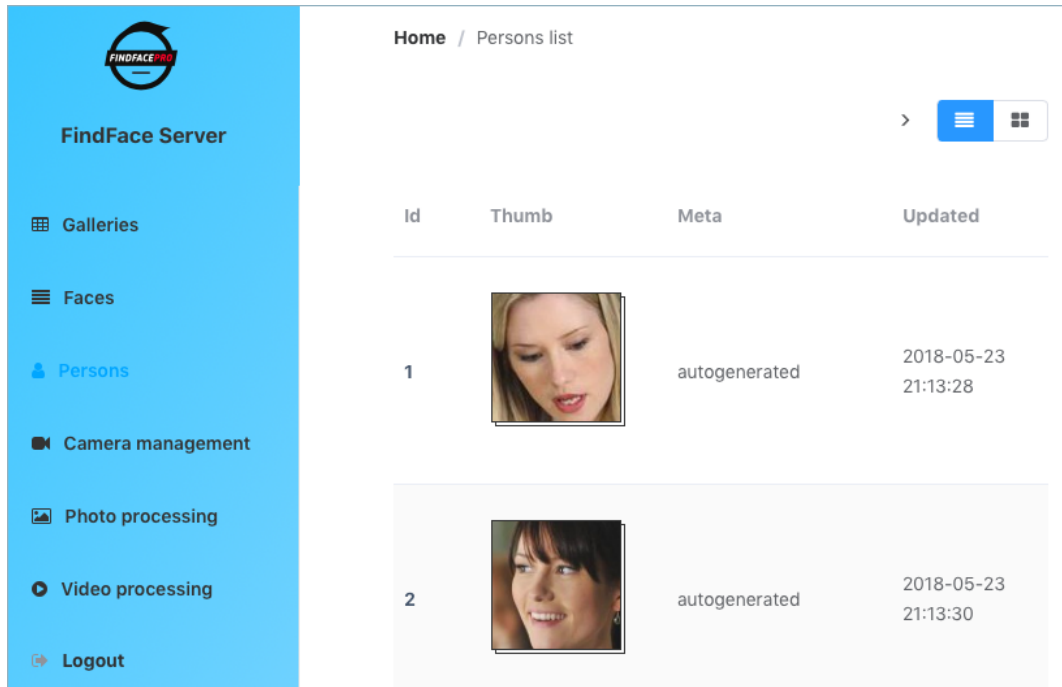 FINDFACEPRO
FindFace Server
Galleries
Faces
Persons
Camera management
Photo processing
Video processing
Logout
Home / Persons list
Id Thumb Meta Updated
1 autogenerated 2018-05-23
21:13:28
2 autogenerated 2018-05-23
21:13:30